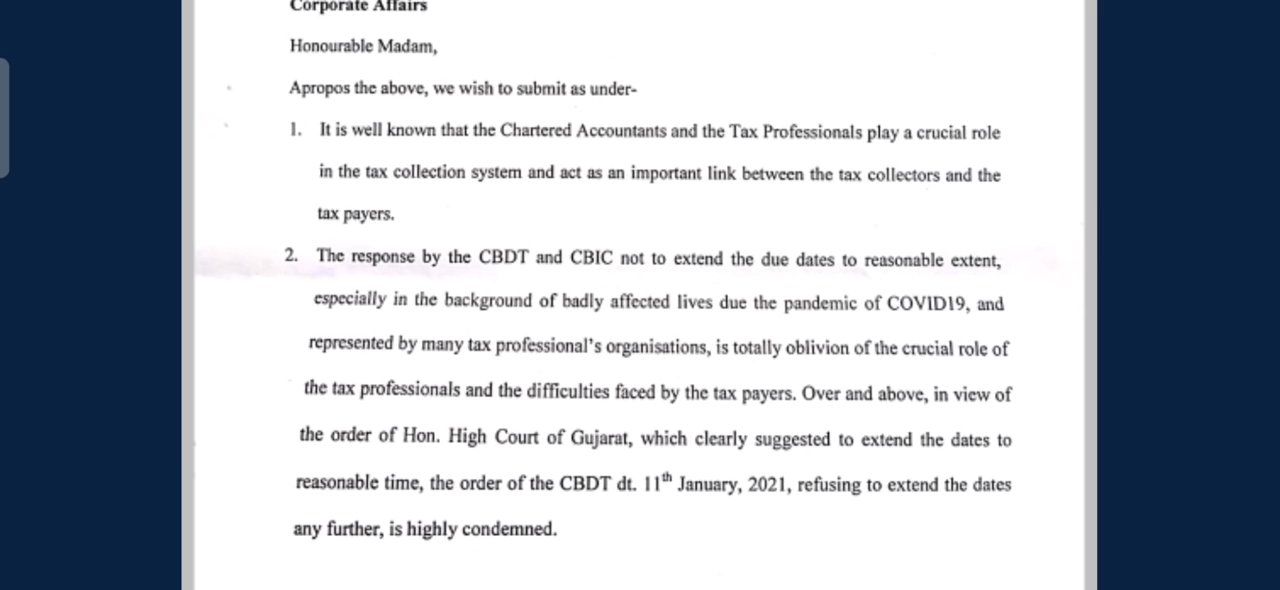 Corporate Affairs
Honourable Madam,
Apropos the above, we wish to submit as under-
1. It is well known that the Chartered Accountants and the Tax Professionals play a crucial role
in the tax collection system and act as an important link between the tax collectors and the
tax payers.
2. The response by the CBDT and CBIC not to extend the due dates to reasonable extent,
especially in the background of badly affected lives due the pandemic of COVID19, and
represented by many tax professional's organisations, is totally oblivion of the crucial role of
the tax professionals and the difficulties faced by the tax payers. Over and above, in view of
the order of Hon. High Court of Gujarat, which clearly suggested to extend the dates to
reasonable time, the order of the CBDT dt. 11th January, 2021, refusing to extend the dates
any further, is highly condemned.